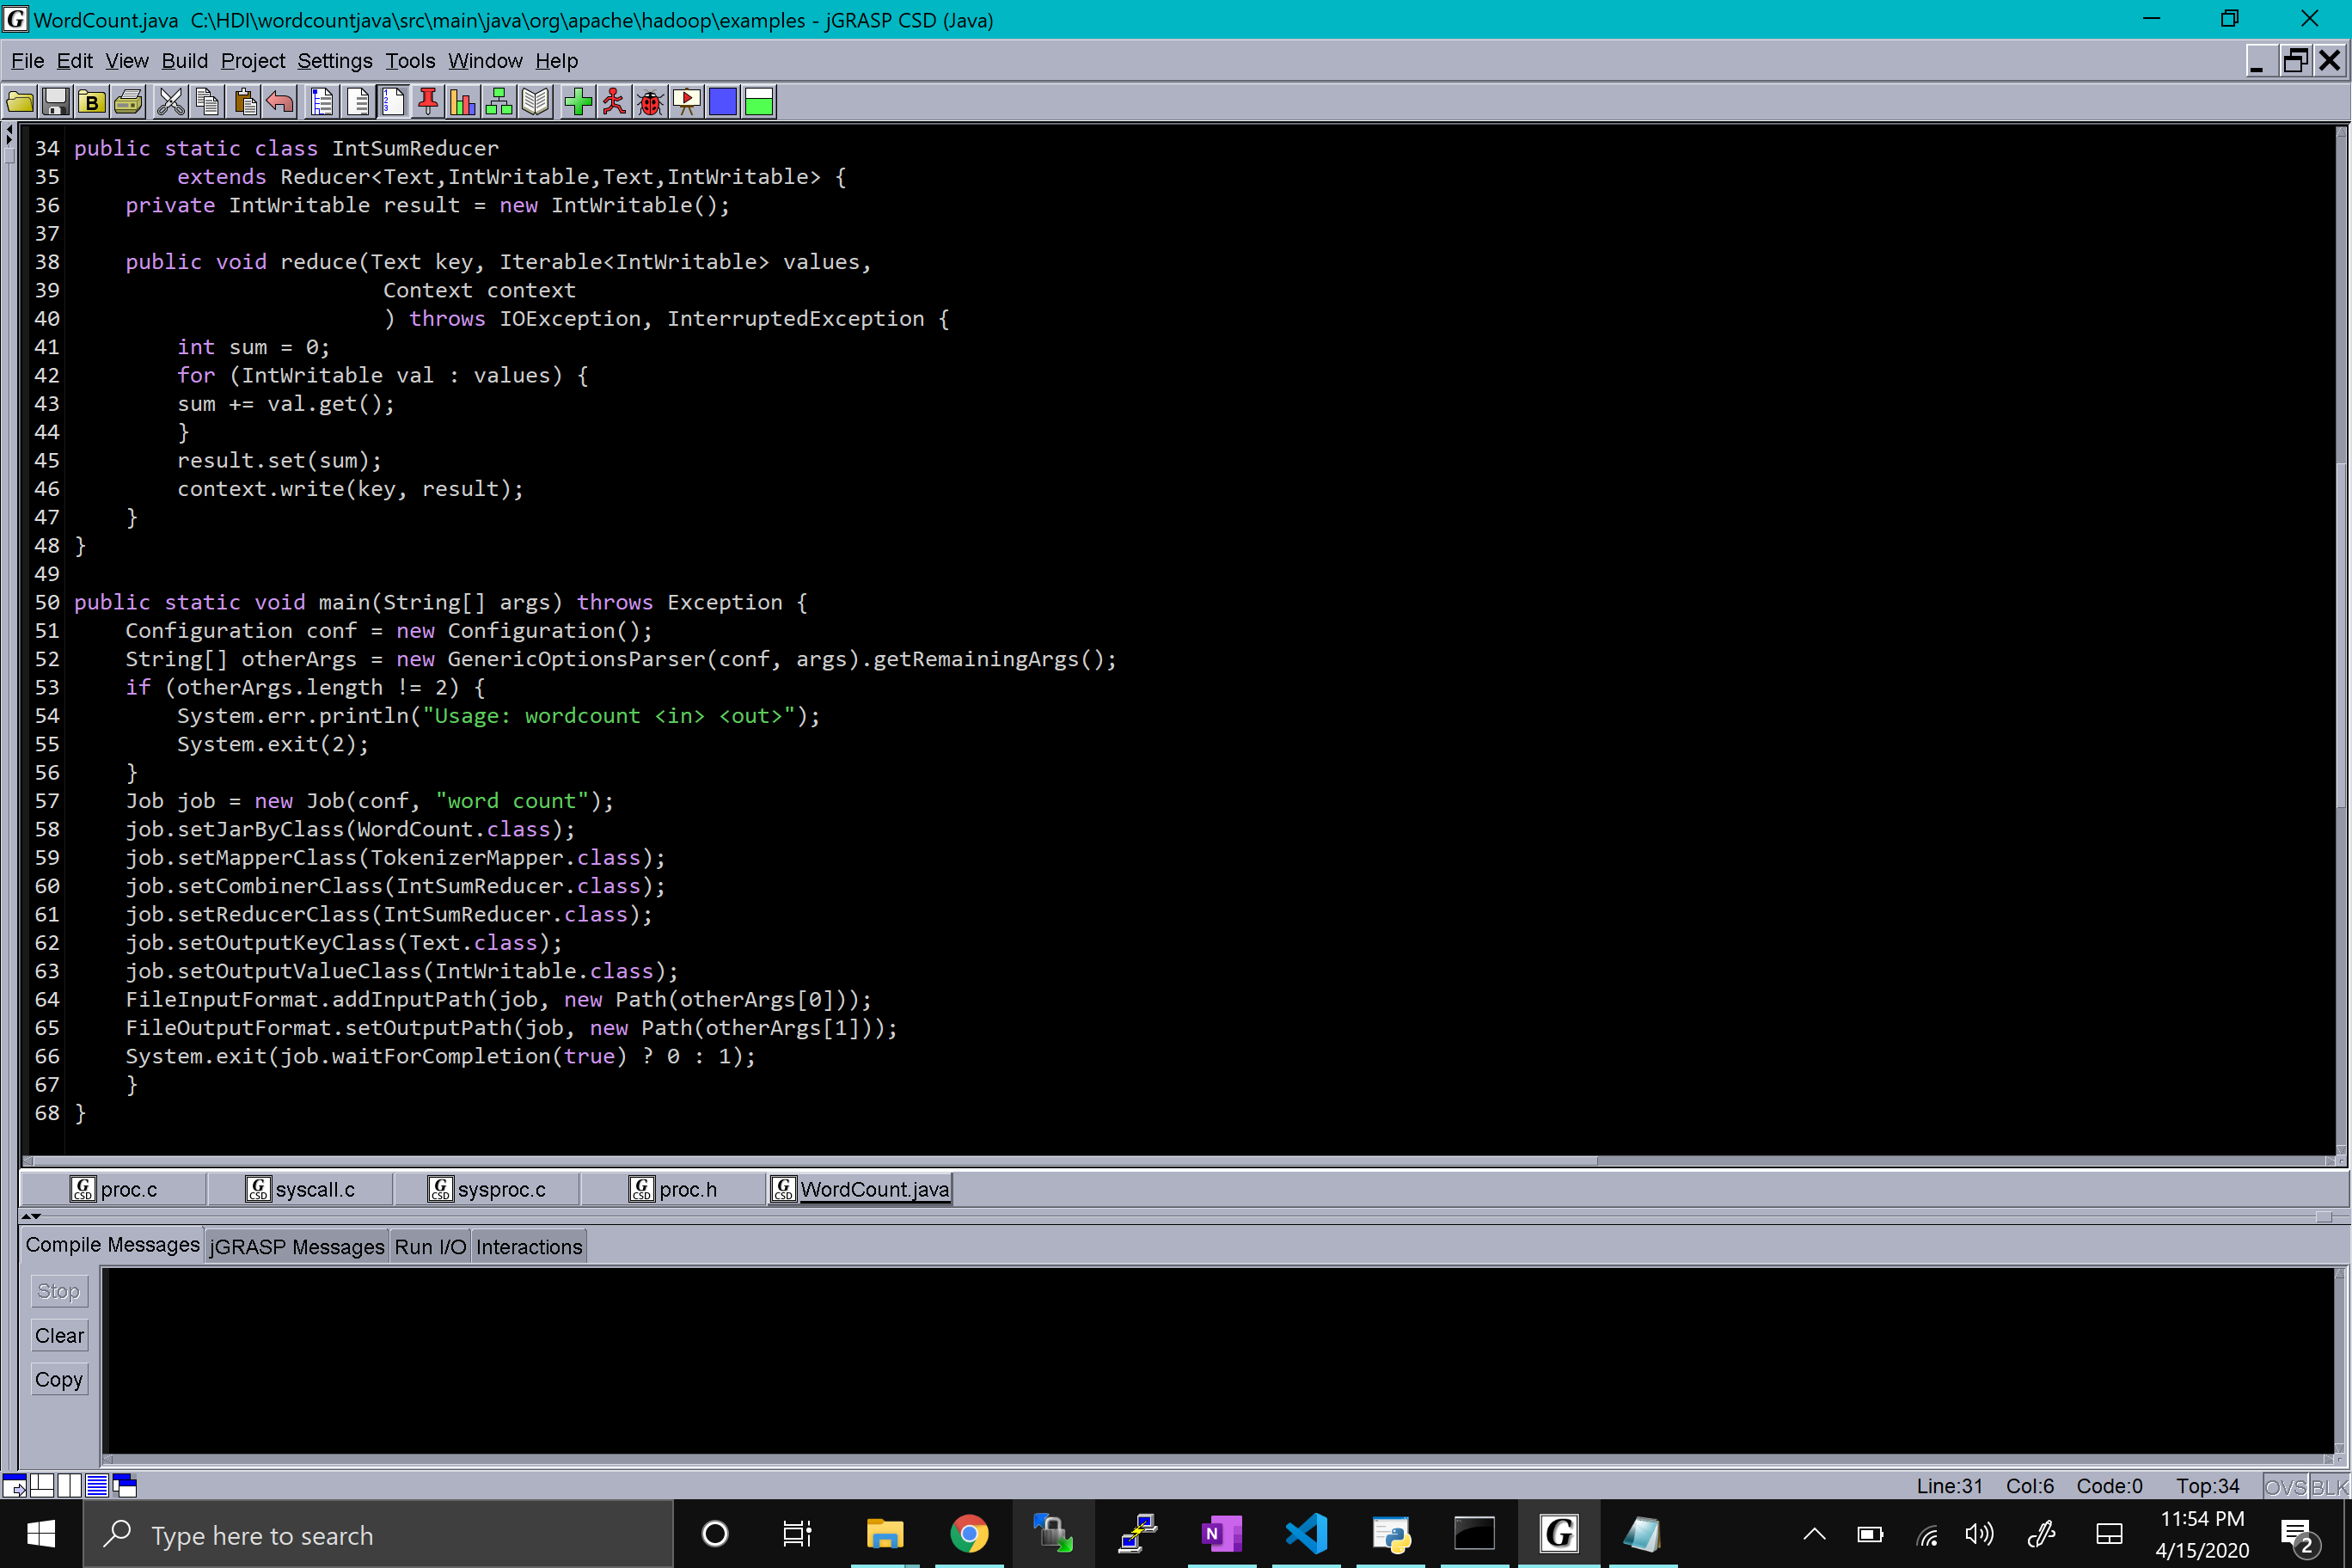 WordCount.java  C:\HDI\wordcountjava\src\main\java\org\apache\hadoop\examples - jGRASP CSD (Java)
File Edit View Build Project Settings Tools Window Help
34 public static class IntSumReducer
35         extends Reducer<Text,IntWritable,Text,IntWritable> {
36     private IntWritable result = new IntWritable();
37
38     public void reduce(Text key, Iterable<IntWritable> values,
39                         Context context
40                         ) throws IOException, InterruptedException {
41         int sum = 0;
42         for (IntWritable val : values) {
43         sum += val.get();
44         }
45         result.set(sum);
46         context.write(key, result);
47     }
48 }
49
50 public static void main(String[] args) throws Exception {
51     Configuration conf = new Configuration();
52     String[] otherArgs = new GenericOptionsParser(conf, args).getRemainingArgs();
53     if (otherArgs.length != 2) {
54         System.err.println("Usage: wordcount <in> <out>");
55         System.exit(2);
56     }
57     Job job = new Job(conf, "word count");
58     job.setJarByClass(WordCount.class);
59     job.setMapperClass(TokenizerMapper.class);
60     job.setCombinerClass(IntSumReducer.class);
61     job.setReducerClass(IntSumReducer.class);
62     job.setOutputKeyClass(Text.class);
63     job.setOutputValueClass(IntWritable.class);
64     FileInputFormat.addInputPath(job, new Path(otherArgs[0]));
65     FileOutputFormat.setOutputPath(job, new Path(otherArgs[1]));
66     System.exit(job.waitForCompletion(true) ? 0 : 1);
67     }
68 }
proc.c syscall.c sysproc.c proc.h WordCount.java
Compile Messages jGRASP Messages Run I/O Interactions
Stop
Clear
Copy
Line:31 Col:6 Code:0 Top:34 OVS BLK
Type here to search
11:54 PM
4/15/2020
2